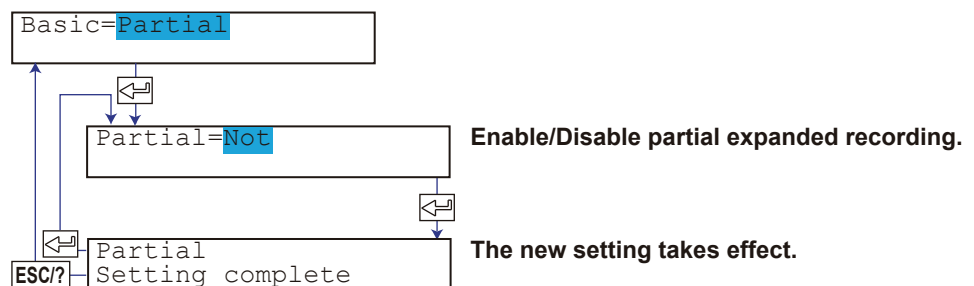 Basic=Partial
Partial=Not
Enable/Disable partial expanded recording.
Partial
Setting complete
The new setting takes effect.
ESC/?